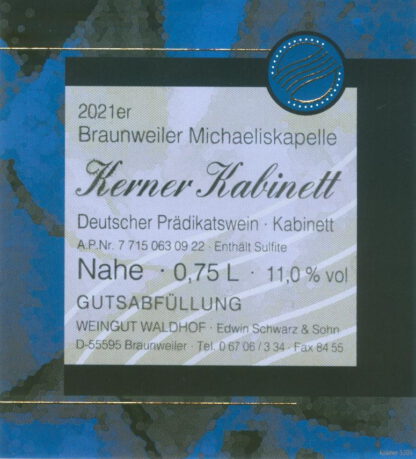 2021er
Braunweiler Michaeliskapelle
Kerner Kabinett
Deutscher Prädikatswein · Kabinett
A.P.Nr. 7 715 063 09 22 · Enthält Sulfite
Nahe · 0,75 L · 11,0 % vol
GUTSABFÜLLUNG
WEINGUT WALDHOF · Edwin Schwarz & Sohn
D-55595 Braunweiler · Tel. 0 67 06 / 3 34 · Fax 84 55